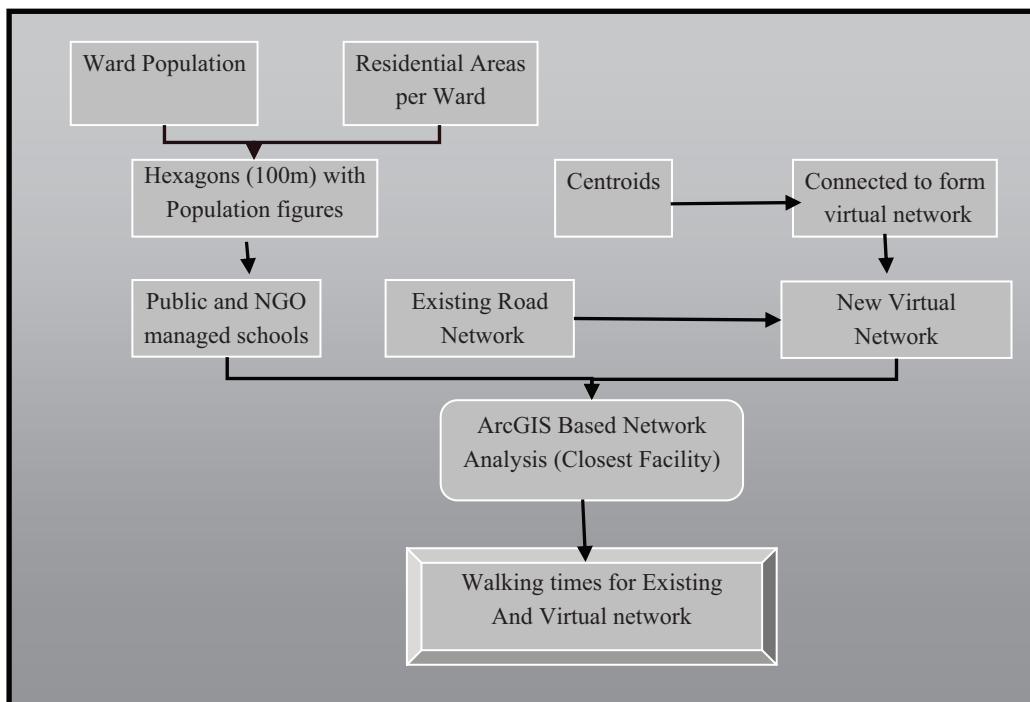 Ward Population
Residential Areas
per Ward
Hexagons (100m) with
Population figures
Centroids
Connected to form
virtual network
Public and NGO
managed schools
Existing Road
Network
New Virtual
Network
ArcGIS Based Network
Analysis (Closest Facility)
Walking times for Existing
And Virtual network